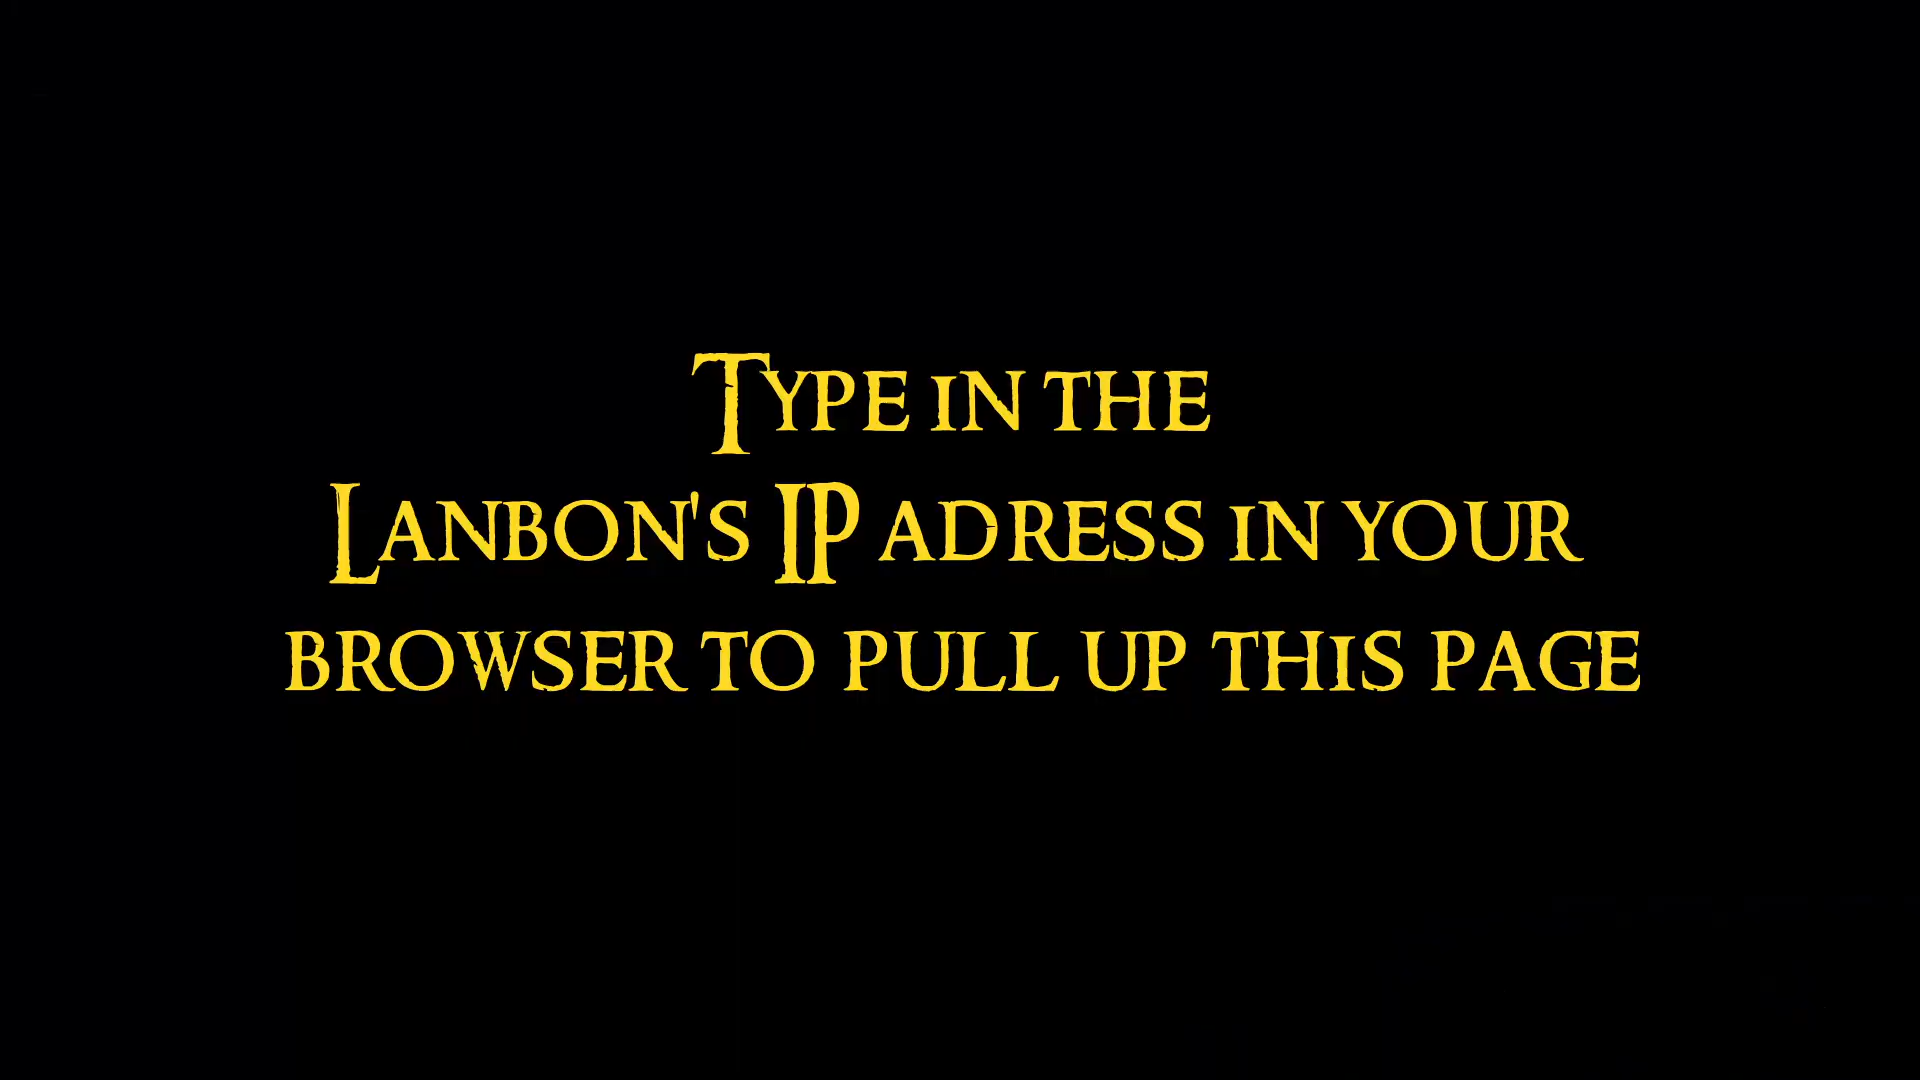 Type in the
Lanbon's IP adress in your
browser to pull up this page